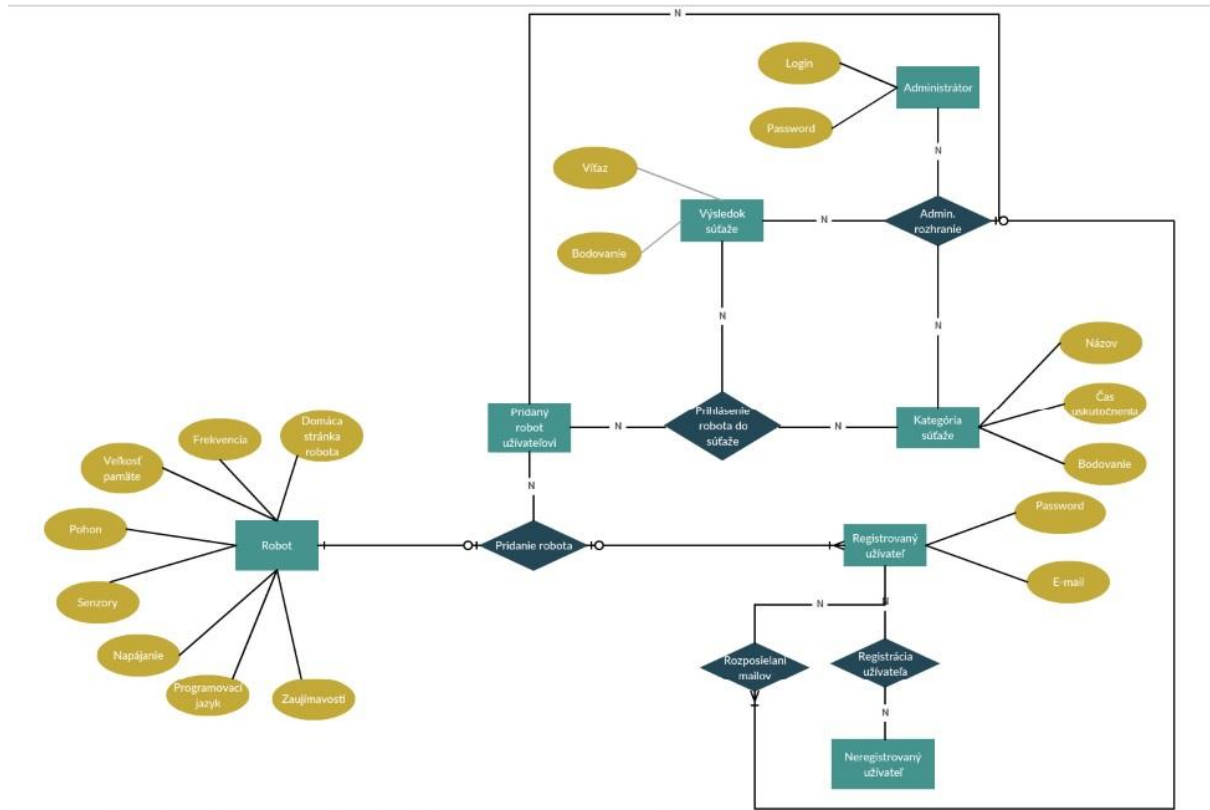 N
Login
Administrátor
Password
N
Víťaz
Výsledok
súťaže
N
Admin.
rozhranie
Bodovanie
N
N
Názov
Čas
uskutočnenia
Pridaný
robot
užívateľovi
N
Prihlásenie
robota do
súťaže
N
Kategória
súťaže
Bodovanie
Domáca
stránka
robota
Frekvencia
Veľkosť
pamäte
N
Password
Pohon
Robot
Pridanie robota
Registrovaný
užívateľ
E-mail
Senzory
N
N
Napájanie
Rozposielani
mailov
Registrácia
užívateľa
Programovací
jazyk
Zaujímavosti
N
Neregistrovaný
užívateľ